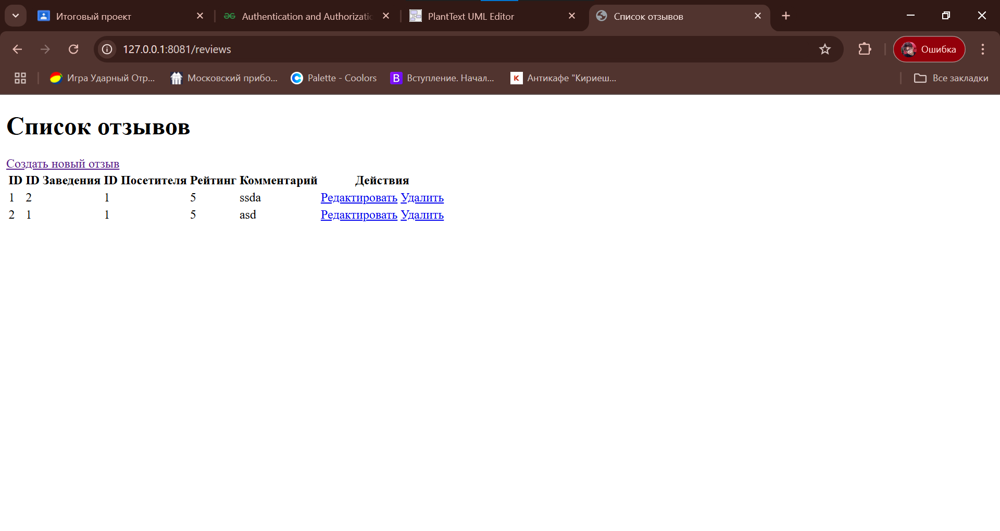 Итоговый проект
Authentication and Authorizatio
PlantText UML Editor
Список отзывов
127.0.0.1:8081/reviews
Ошибка
Игра Ударный Отр...
Московский прибо...
Palette - Coolors
B Вступление. Начал...
K Антикафе "Кириеш...
Все закладки
Список отзывов
Создать новый отзыв
ID ID Заведения ID Посетителя Рейтинг Комментарий Действия
1 2 1 5 ssda Редактировать Удалить
2 1 1 5 asd Редактировать Удалить